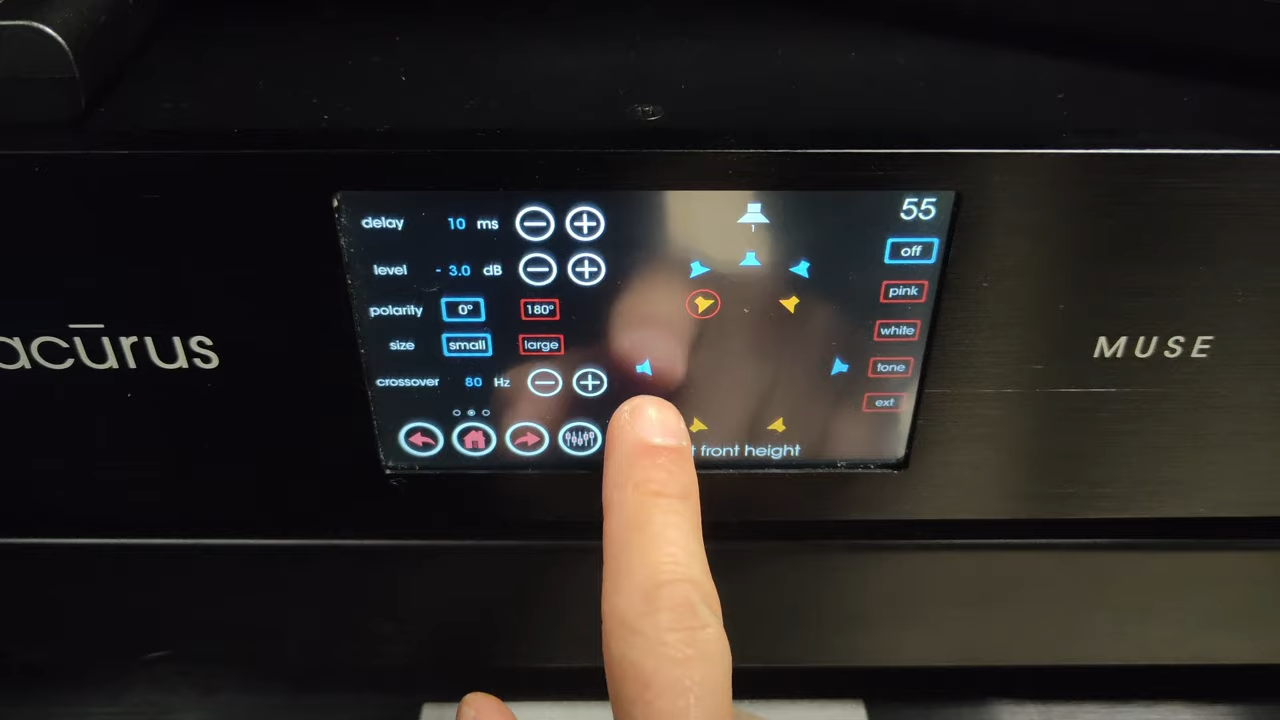 acūrus
delay 10 ms
level - 3.0 dB
polarity 0° 180°
size small large
crossover 80 Hz
front height
55
off
pink
white
tone
ext
MUSE